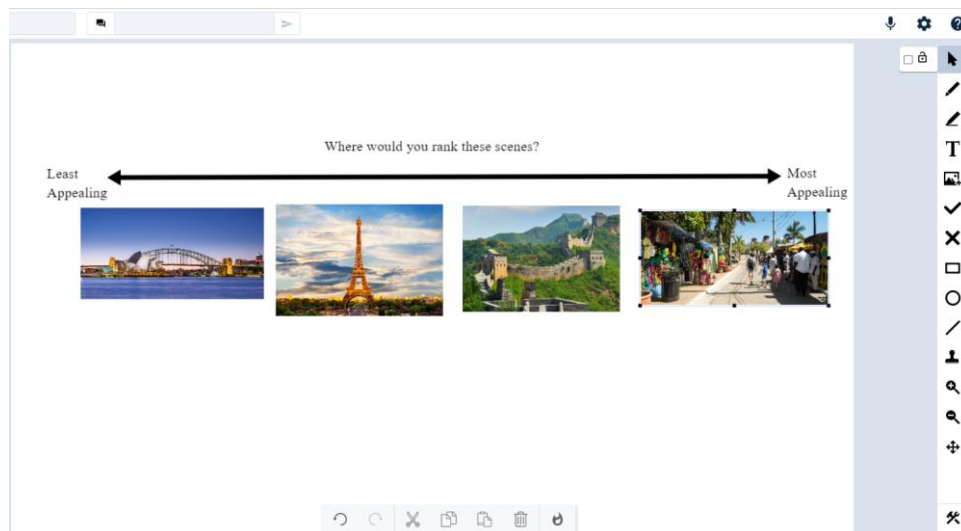 Where would you rank these scenes?
Least
Appealing
Most
Appealing
T